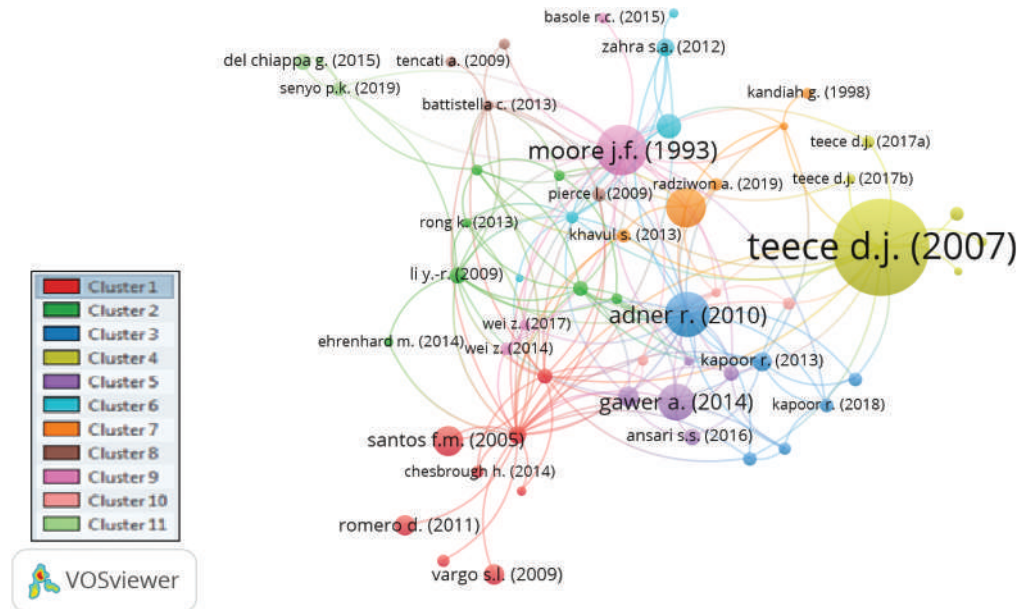 basole r.c. (2015)
zahra s.a. (2012)
del chiappa g. (2015)
tencati a. (2009)
senyo p.k. (2019)
kandiah g. (1998)
battistella c. (2013)
moore j.f. (1993)
teece d.j. (2017a)
teece d.j. (2017b)
radziwon a. (2019)
pierce l. (2009)
rong k. (2013)
khavul s. (2013)
teece d.j. (2007)
li y.-r. (2009)
adner r. (2010)
wei z. (2017)
ehrenhard m. (2014)
wei z. (2014)
kapoor r. (2013)
gawer a. (2014)
kapoor r. (2018)
ansari s.s. (2016)
santos f.m. (2005)
chesbrough h. (2014)
romero d. (2011)
vargo s.l. (2009)
Cluster 1
Cluster 2
Cluster 3
Cluster 4
Cluster 5
Cluster 6
Cluster 7
Cluster 8
Cluster 9
Cluster 10
Cluster 11
VOSviewer